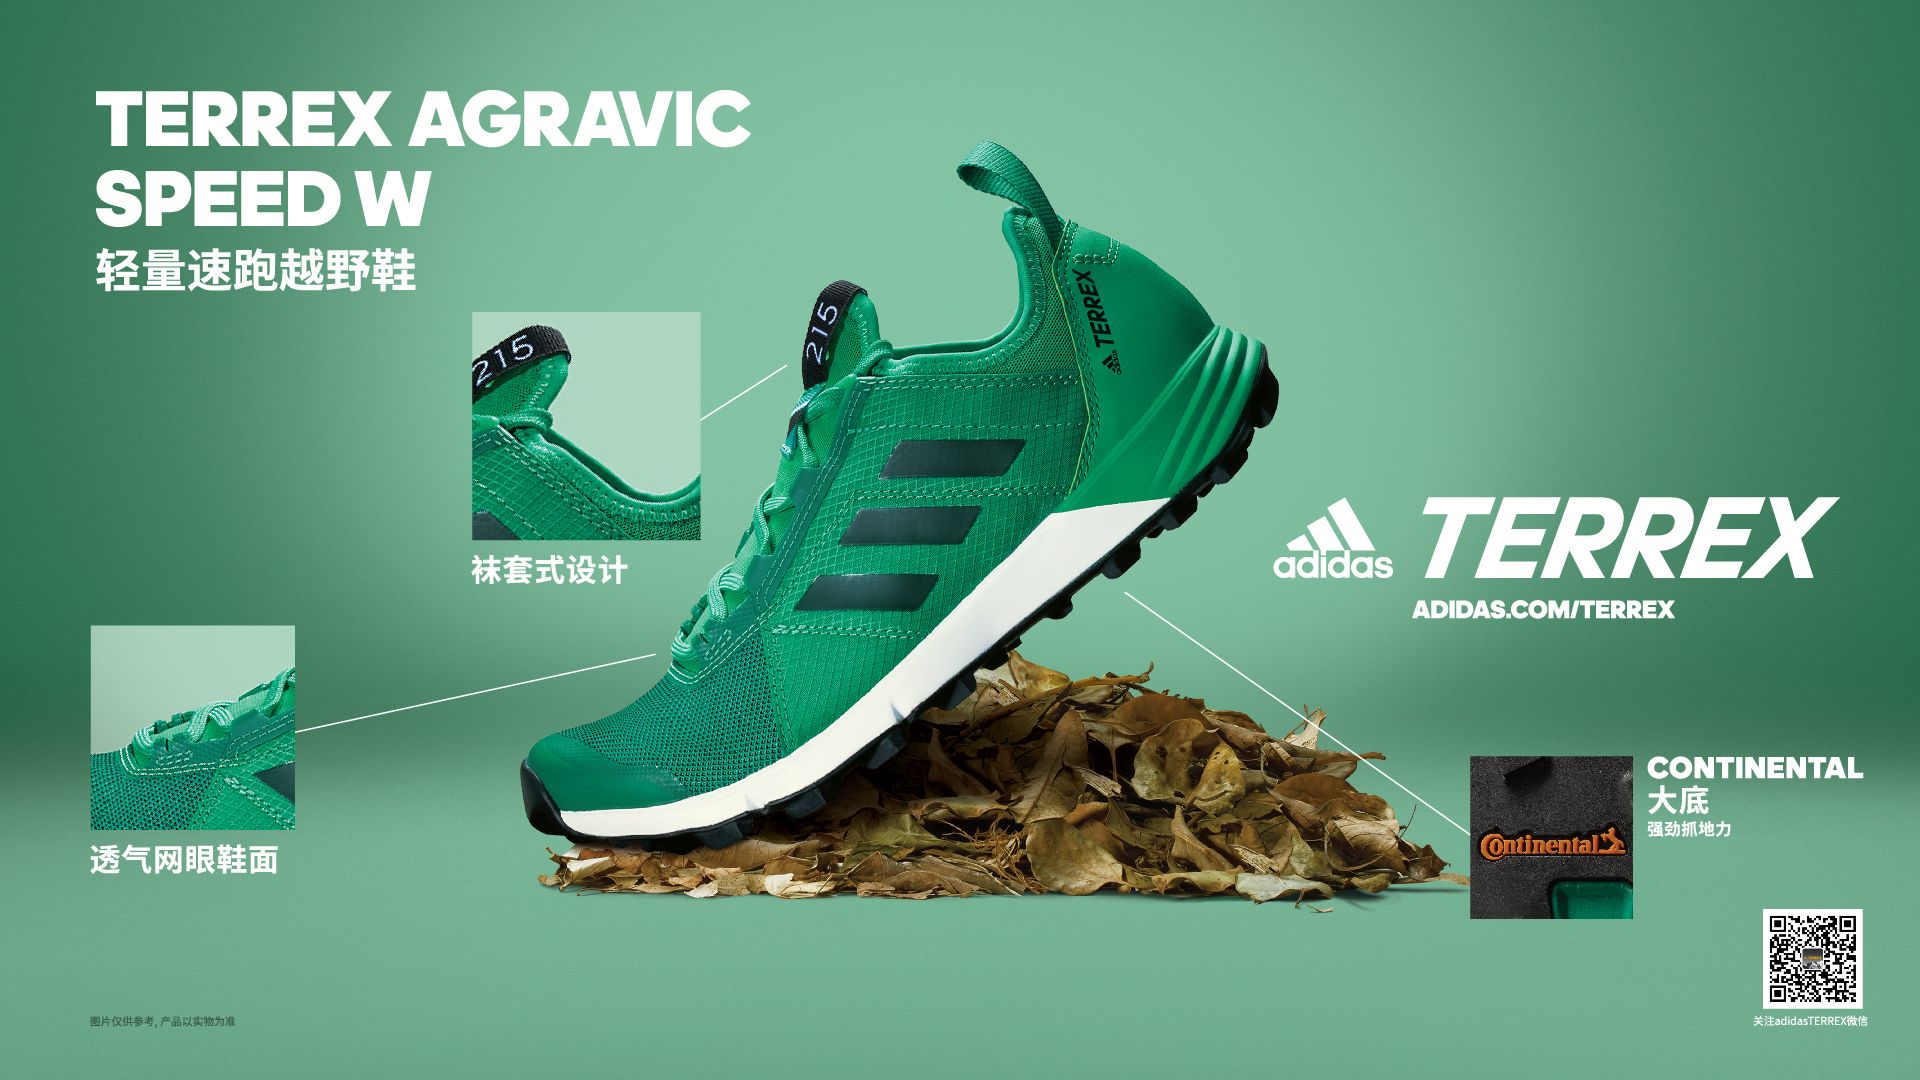 TERREX AGRAVIC
SPEED W
轻量速跑越野鞋
215
215
TERREX
adidas
袜套式设计
adidas
TERREX
ADIDAS.COM/TERREX
透气网眼鞋面
CONTINENTAL
大底
强劲抓地力
Continental
图片仅供参考, 产品以实物为准
关注adidasTERREX微信